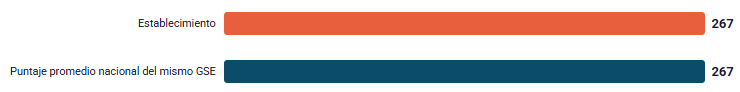 Establecimiento 267
Puntaje promedio nacional del mismo GSE 267